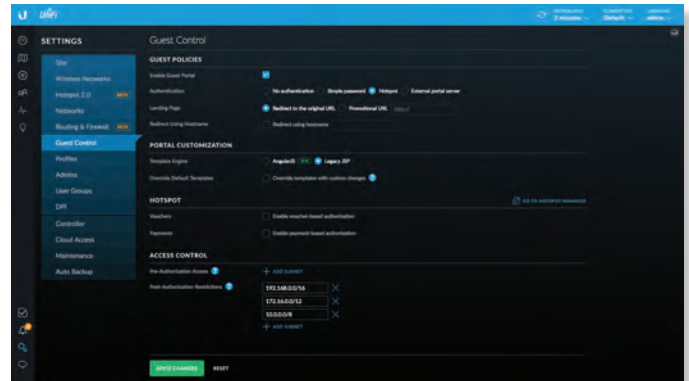 UniFi
2 minutes Default admin
SETTINGS
Guest Control
Site
Wireless Networks
Hotspot 2.0 BETA
Networks
Routing & Firewall BETA
Guest Control
Profiles
Admins
User Groups
DPI
Controller
Cloud Access
Maintenance
Auto Backup
GUEST POLICIES
Enable Guest Portal
Authentication No authentication Simple password Hotspot External portal server
Landing Page Redirect to the original URL Promotional URL
Redirect Using Hostname Redirect using hostname
PORTAL CUSTOMIZATION
Template Engine AngularJS Legacy JSP
Override Default Templates Override templates with custom changes
HOTSPOT GO TO HOTSPOT MANAGER
Vouchers Enable voucher-based authorization
Payments Enable payment-based authorization
ACCESS CONTROL
Pre-Authorization Access ADD SUBNET
Post-Authorization Restrictions 192.168.0.0/16
172.16.0.0/12
10.0.0.0/8
ADD SUBNET
APPLY CHANGES RESET